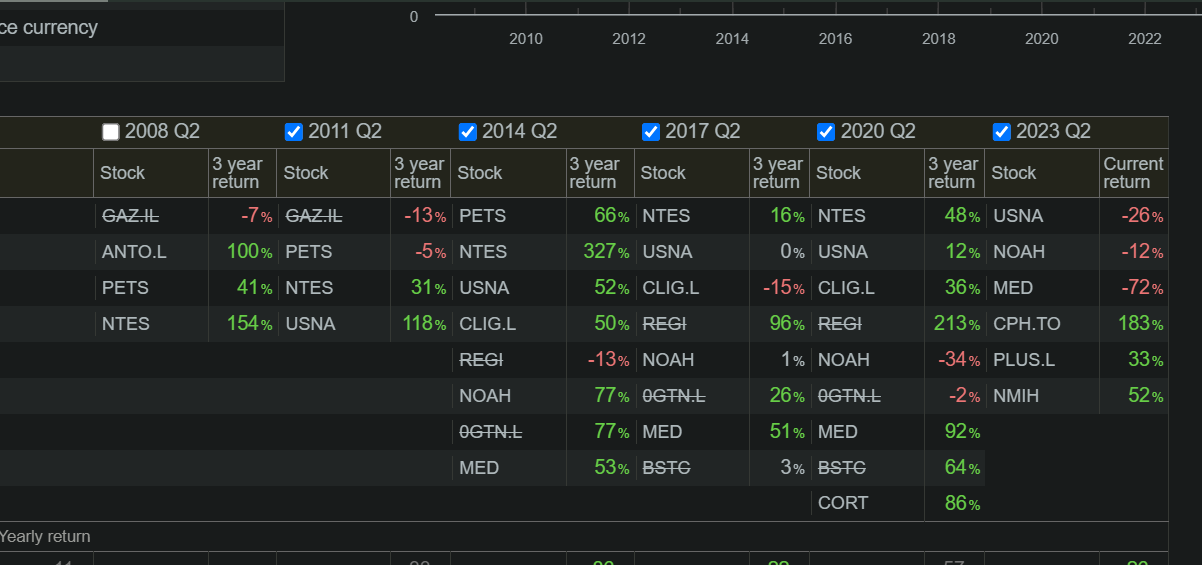 ce currency
0
2010 2012 2014 2016 2018 2020 2022
2008 Q2 2011 Q2 2014 Q2 2017 Q2 2020 Q2 2023 Q2
Stock 3 year return Stock 3 year return Stock 3 year return Stock 3 year return Stock 3 year return Stock Current return
GAZ.IL -7% GAZ.IL -13% PETS 66% NTES 16% NTES 48% USNA -26%
ANTO.L 100% PETS -5% NTES 327% USNA 0% USNA 12% NOAH -12%
PETS 41% NTES 31% USNA 52% CLIG.L -15% CLIG.L 36% MED -72%
NTES 154% USNA 118% CLIG.L 50% REGI 96% REGI 213% CPH.TO 183%
REGI -13% NOAH 1% NOAH -34% PLUS.L 33%
NOAH 77% 0GTN.L 26% 0GTN.L -2% NMIH 52%
0GTN.L 77% MED 51% MED 92%
MED 53% BSTC 3% BSTC 64%
CORT 86%
Yearly return